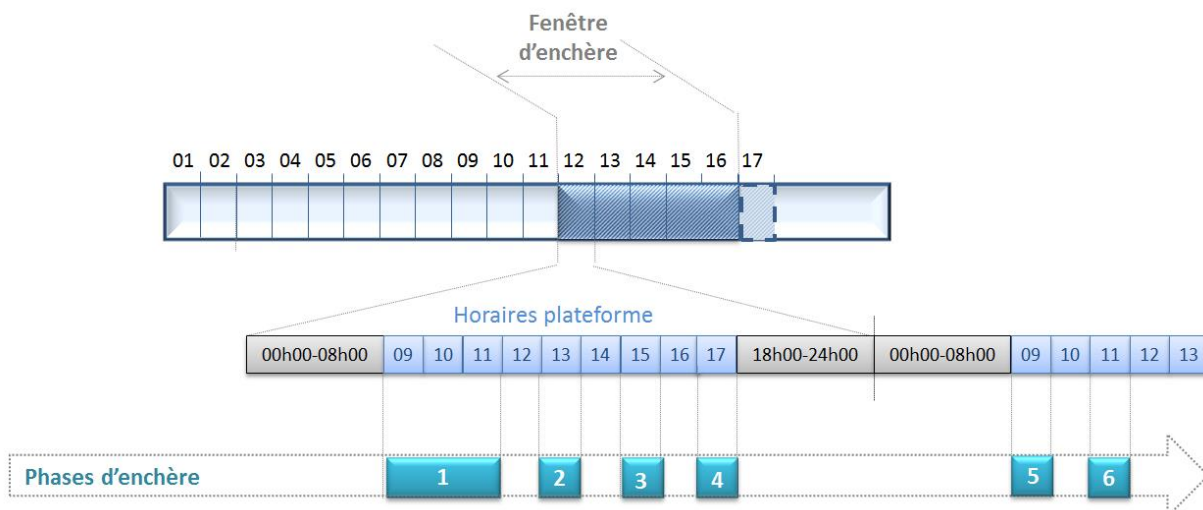 Fenêtre
d'enchère
01 02 03 04 05 06 07 08 09 10 11 12 13 14 15 16 17
Horaires plateforme
00h00-08h00 09 10 11 12 13 14 15 16 17 18h00-24h00 00h00-08h00 09 10 11 12 13
Phases d'enchère 1 2 3 4 5 6